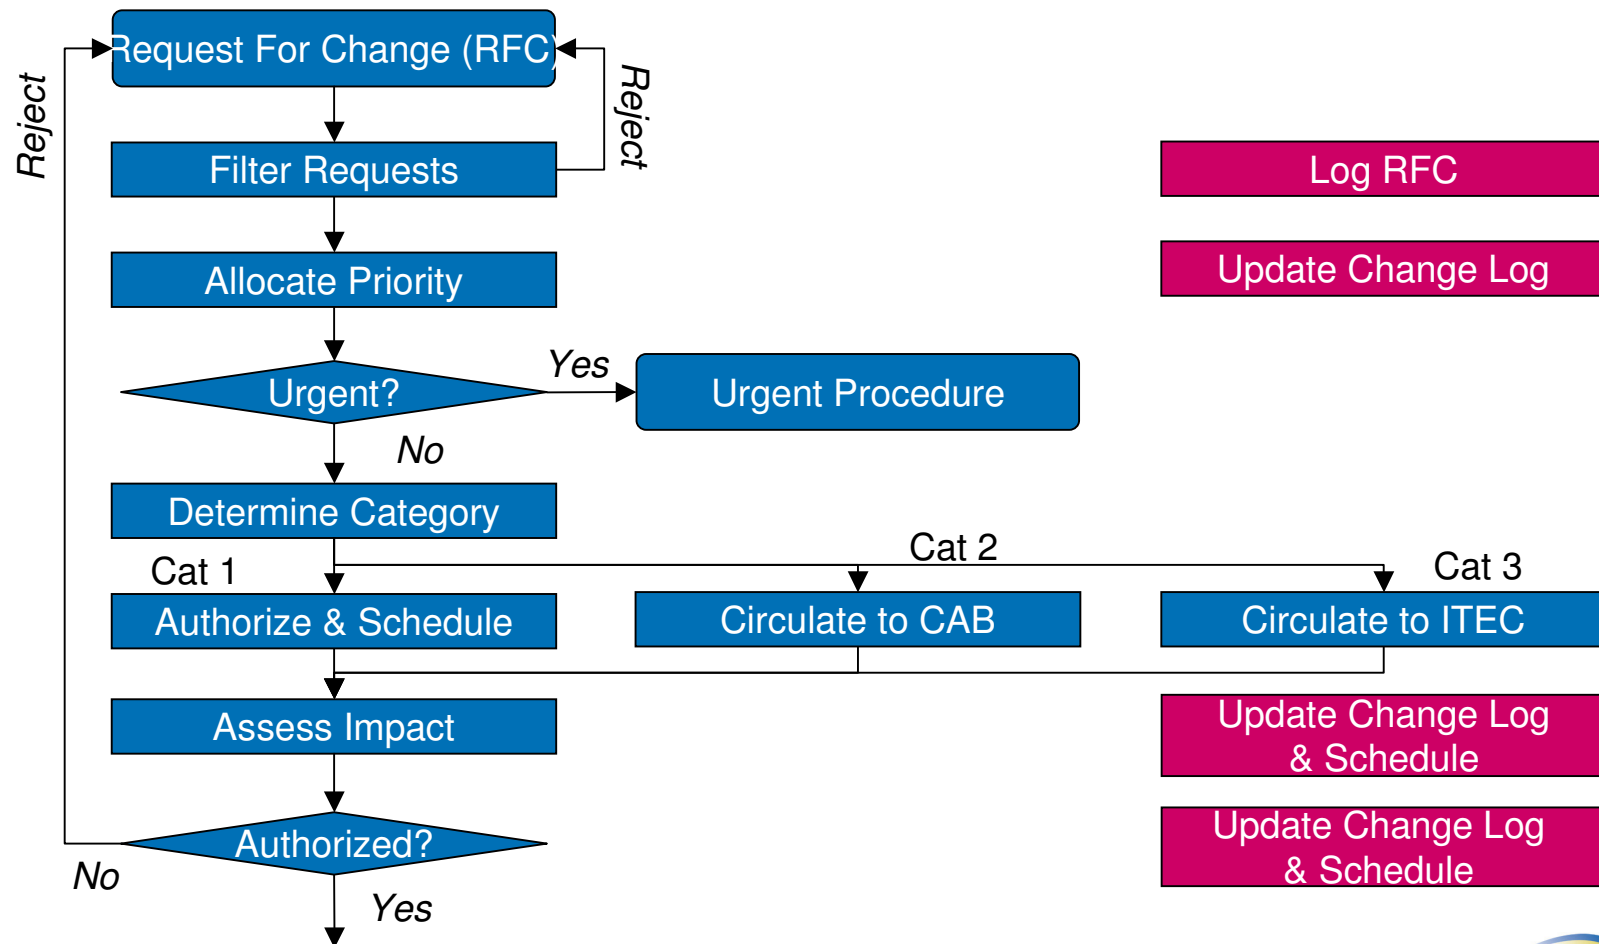 Request For Change (RFC)
Reject
Reject
Filter Requests
Log RFC
Allocate Priority
Update Change Log
Urgent?
Yes
Urgent Procedure
No
Determine Category
Cat 1
Cat 2
Cat 3
Authorize & Schedule
Circulate to CAB
Circulate to ITEC
Assess Impact
Update Change Log
& Schedule
Authorized?
Update Change Log
& Schedule
No
Yes